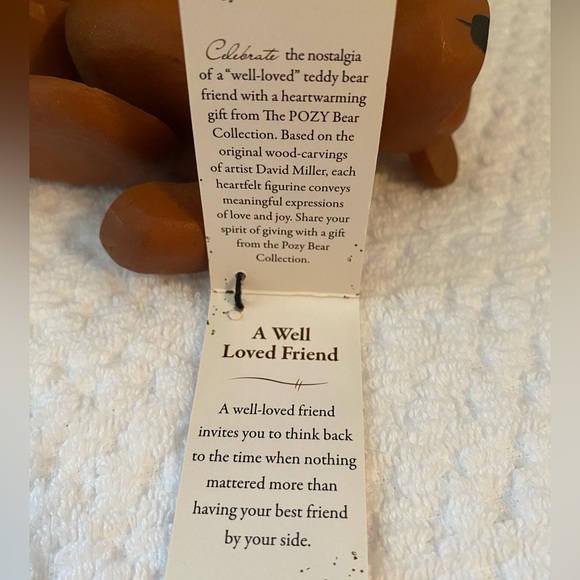 Celebrate the nostalgia
of a “well-loved” teddy bear
friend with a heartwarming
gift from The POZY Bear
Collection. Based on the
original wood-carvings
of artist David Miller, each
heartfelt figurine conveys
meaningful expressions
of love and joy. Share your
spirit of giving with a gift
from the Pozy Bear
Collection.
A Well
Loved Friend
A well-loved friend
invites you to think back
to the time when nothing
mattered more than
having your best friend
by your side.